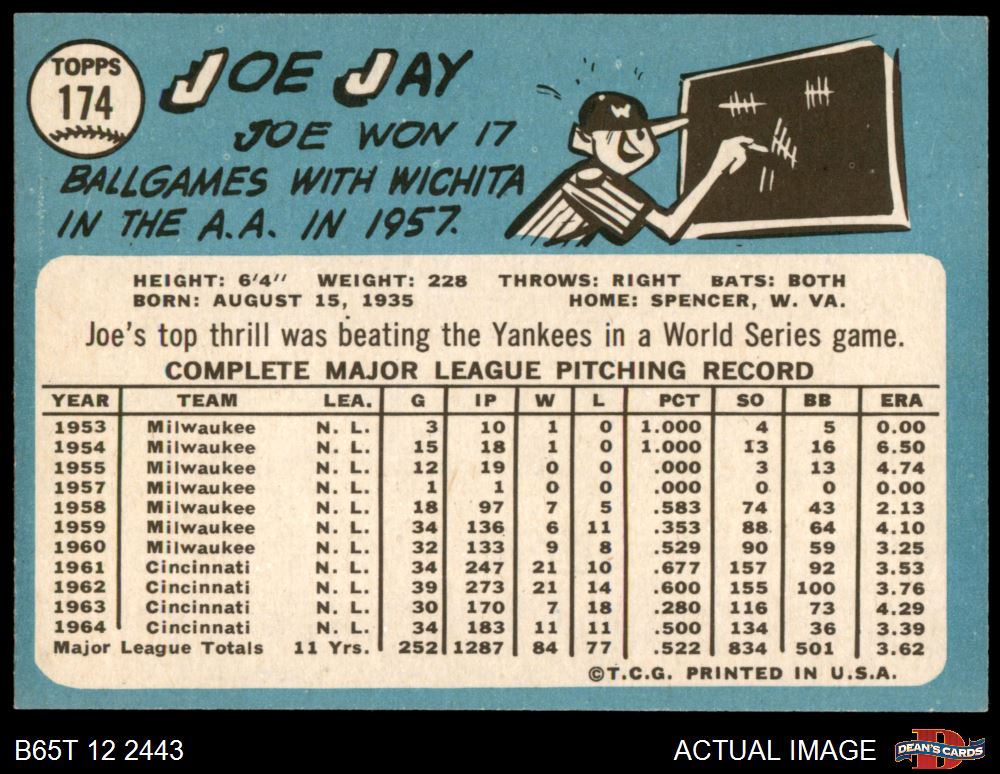 TOPPS
174
JOE JAY
JOE WON 17
BALLGAMES WITH WICHITA
IN THE A.A. IN 1957.
W
HEIGHT: 6'4" WEIGHT: 228 THROWS: RIGHT BATS: BOTH
BORN: AUGUST 15, 1935 HOME: SPENCER, W. VA.
Joe's top thrill was beating the Yankees in a World Series game.
COMPLETE MAJOR LEAGUE PITCHING RECORD
YEAR TEAM LEA. G IP W L PCT SO BB ERA
1953 Milwaukee N. L. 3 10 1 0 1.000 4 5 0.00
1954 Milwaukee N. L. 15 18 1 0 1.000 13 16 6.50
1955 Milwaukee N. L. 12 19 0 0 .000 3 13 4.74
1957 Milwaukee N. L. 1 1 0 0 .000 0 0 0.00
1958 Milwaukee N. L. 18 97 7 5 .583 74 43 2.13
1959 Milwaukee N. L. 34 136 6 11 .353 88 64 4.10
1960 Milwaukee N. L. 32 133 9 8 .529 90 59 3.25
1961 Cincinnati N. L. 34 247 21 10 .677 157 92 3.53
1962 Cincinnati N. L. 39 273 21 14 .600 155 100 3.76
1963 Cincinnati N. L. 30 170 7 18 .280 116 73 4.29
1964 Cincinnati N. L. 34 183 11 11 .500 134 36 3.39
Major League Totals 11 Yrs. 252 1287 84 77 .522 834 501 3.62
©T.C.G. PRINTED IN U.S.A.
B65T 12 2443 ACTUAL IMAGE D DEAN'S CARDS